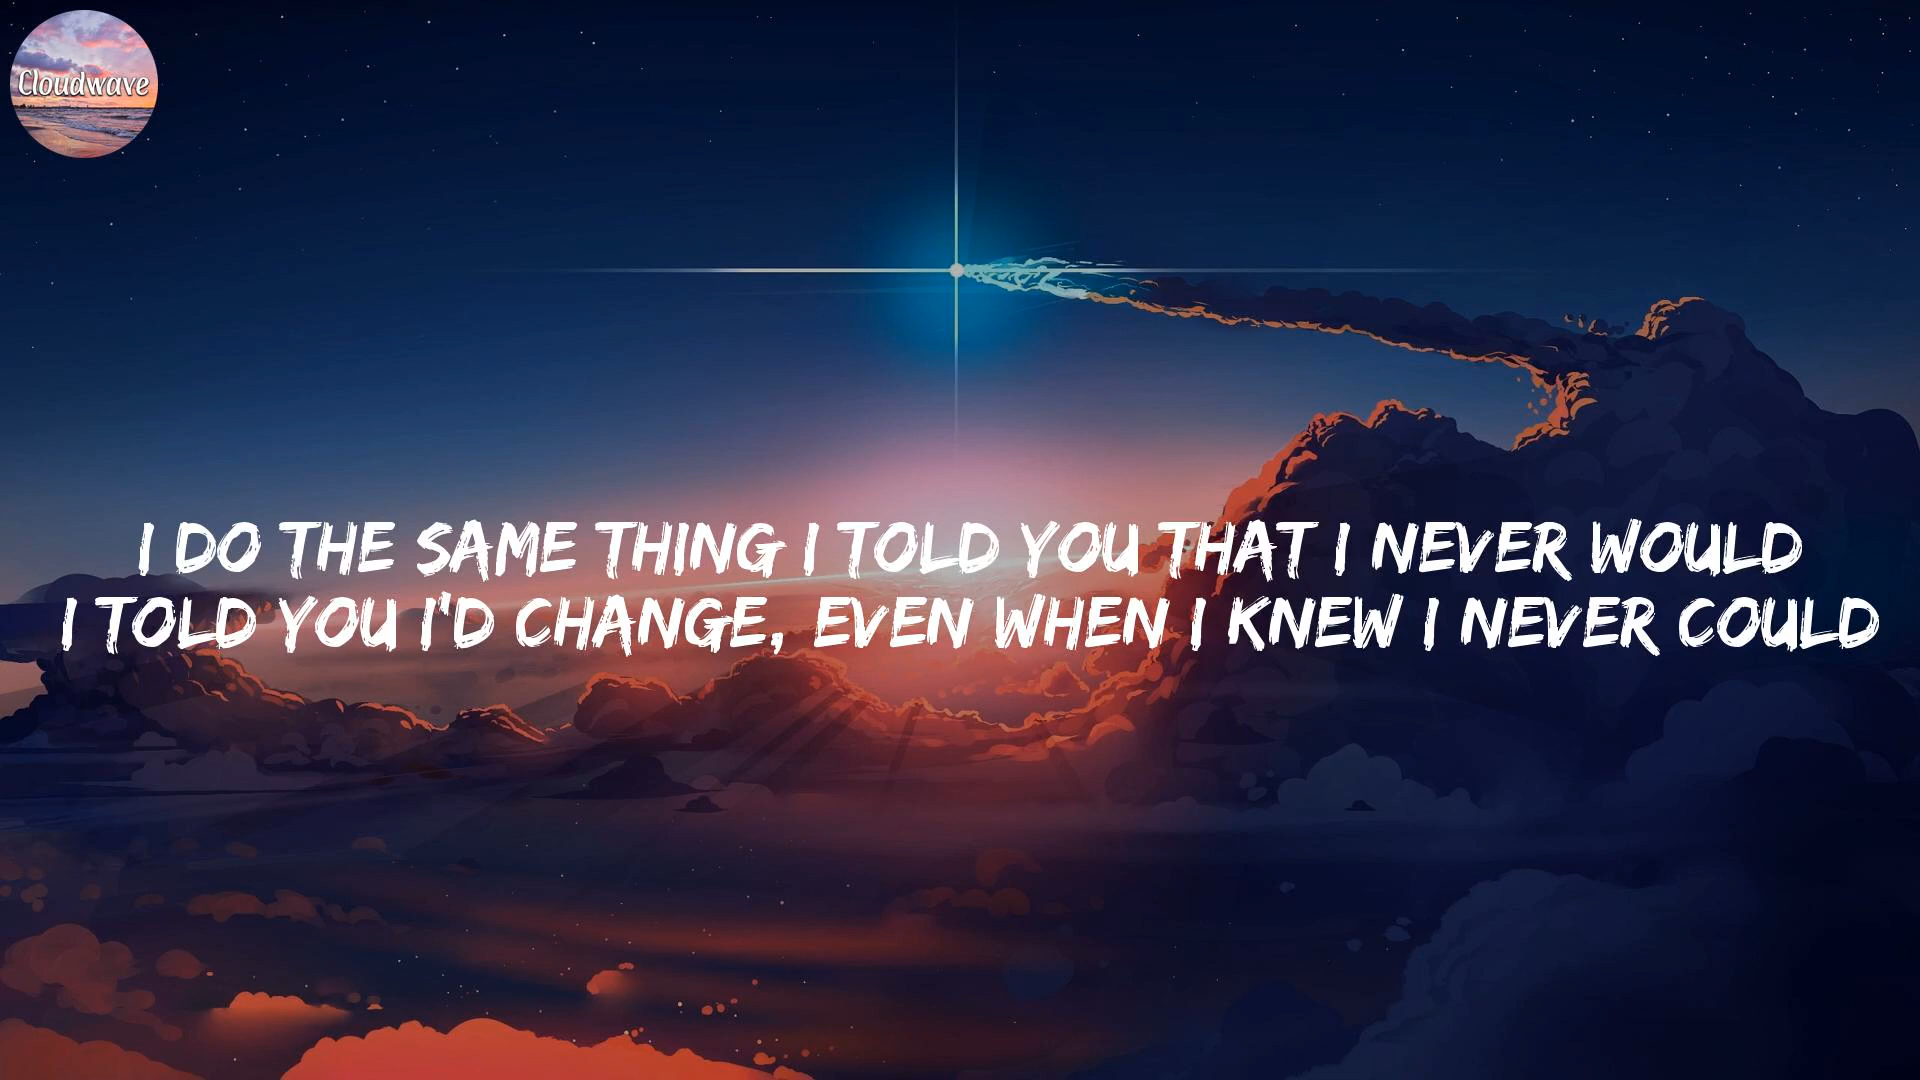 Cloudwave
I DO THE SAME THING I TOLD YOU THAT I NEVER WOULD
I TOLD YOU I'D CHANGE, EVEN WHEN I KNEW I NEVER COULD